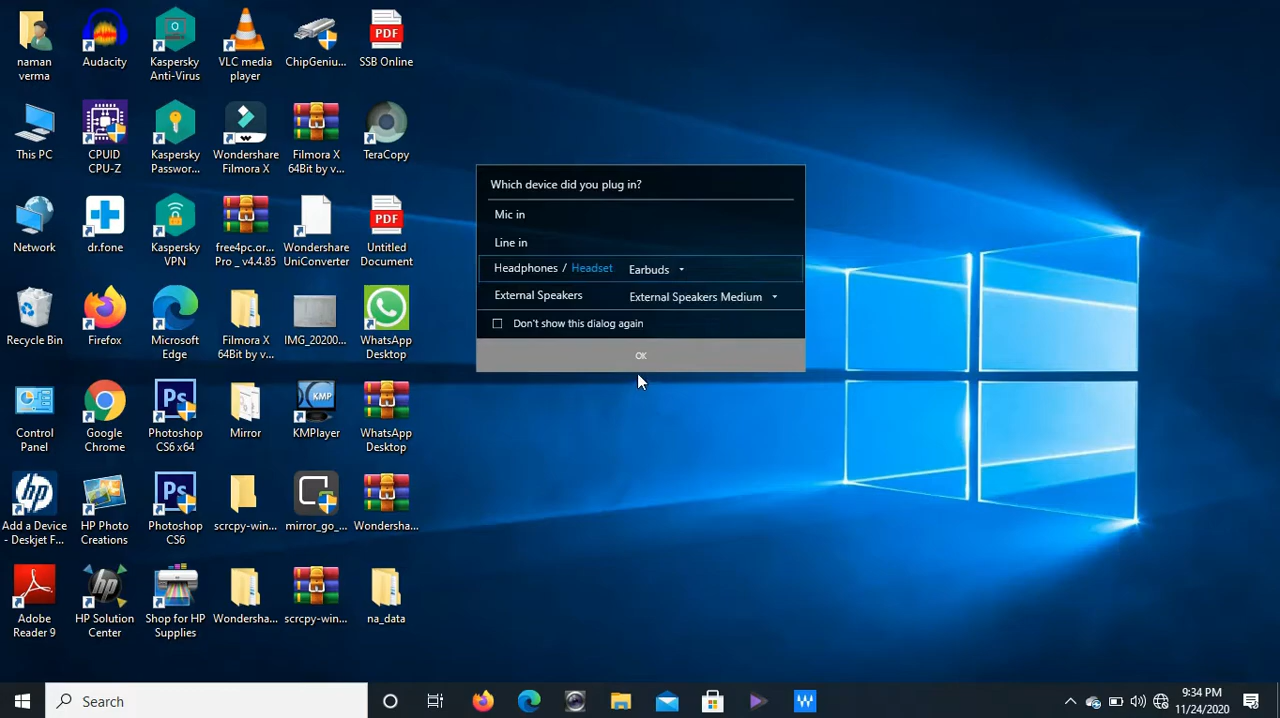 naman
verma
Audacity
Kaspersky
Anti-Virus
VLC media
player
ChipGeniu...
PDF
SSB Online
This PC
CPUID
CPU-Z
Kaspersky
Passwor...
Wondershare
Filmora X
Filmora X
64Bit by v...
TeraCopy
Network
dr.fone
Kaspersky
VPN
free4pc.or...
Pro _ v4.4.85
Wondershare
UniConverter
PDF
Untitled
Document
Recycle Bin
Firefox
Microsoft
Edge
Filmora X
64Bit by v...
IMG_20200...
WhatsApp
Desktop
Control
Panel
Google
Chrome
Ps
Photoshop
CS6 x64
Mirror
KMP
KMPlayer
WhatsApp
Desktop
hp
Add a Device
- Deskjet F...
HP Photo
Creations
Ps
Photoshop
CS6
scrcpy-win...
mirror_go_...
Wondersha...
Adobe
Reader 9
hp
HP Solution
Center
Shop for HP
Supplies
Wondersha...
scrcpy-win...
na_data
Which device did you plug in?
Mic in
Line in
Headphones / Headset Earbuds
External Speakers External Speakers Medium
Don't show this dialog again
OK
Search
3:34 PM
11/24/2020